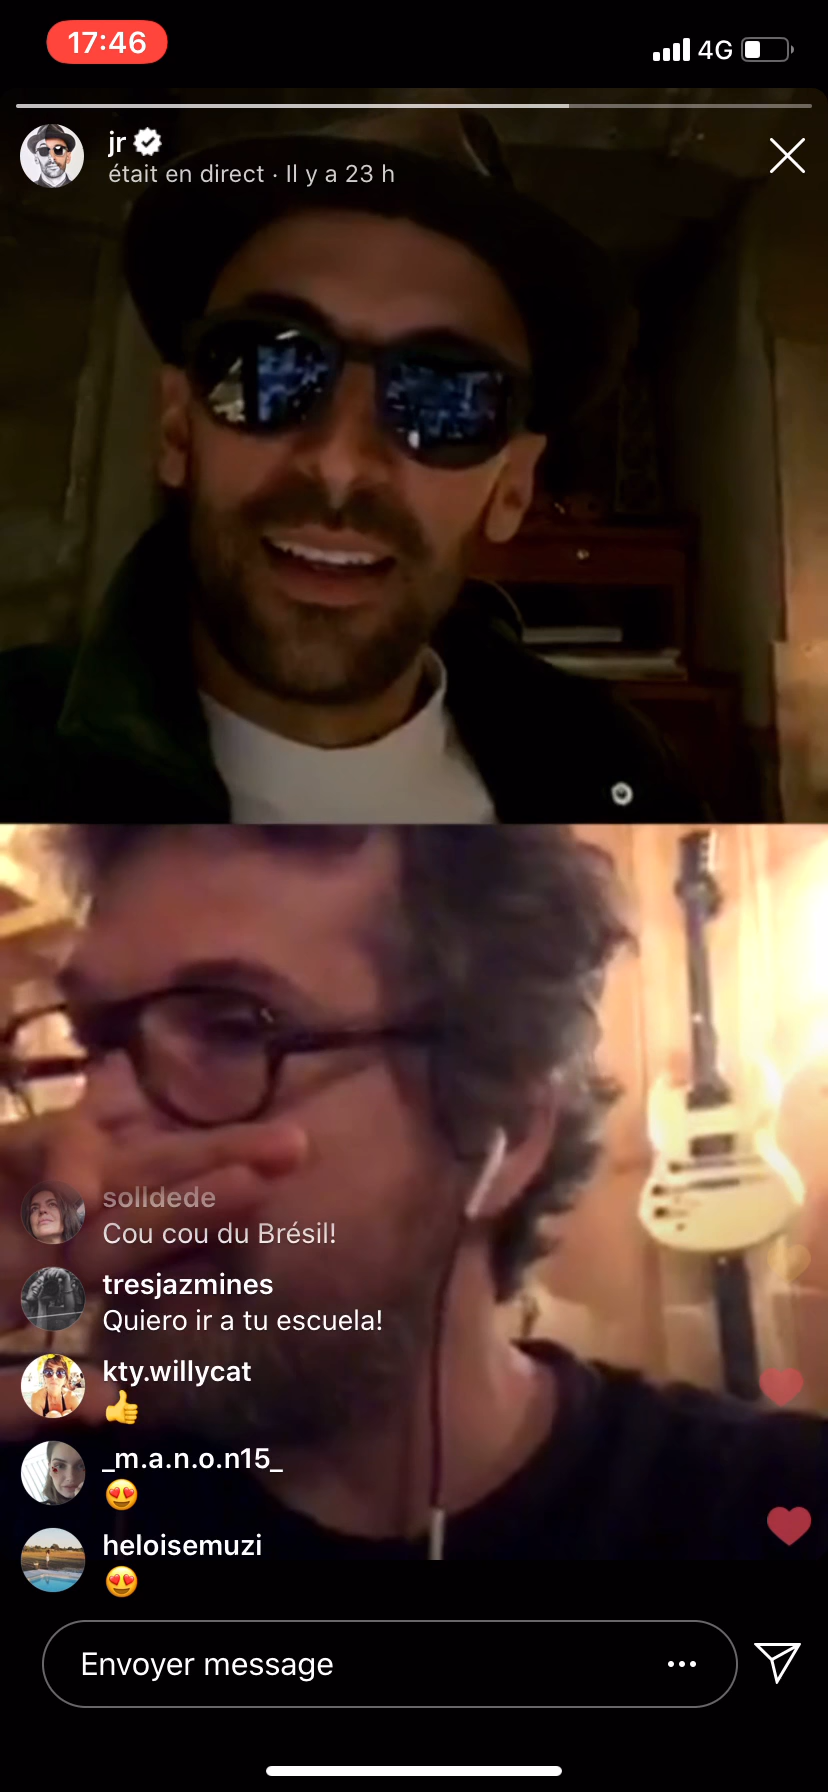 17:46
4G
jr
était en direct · Il y a 23 h
solldede
Cou cou du Brésil!
tresjazmines
Quiero ir a tu escuela!
kty.willycat
👍
_m.a.n.o.n15_
😍
heloisemuzi
😍
Envoyer message